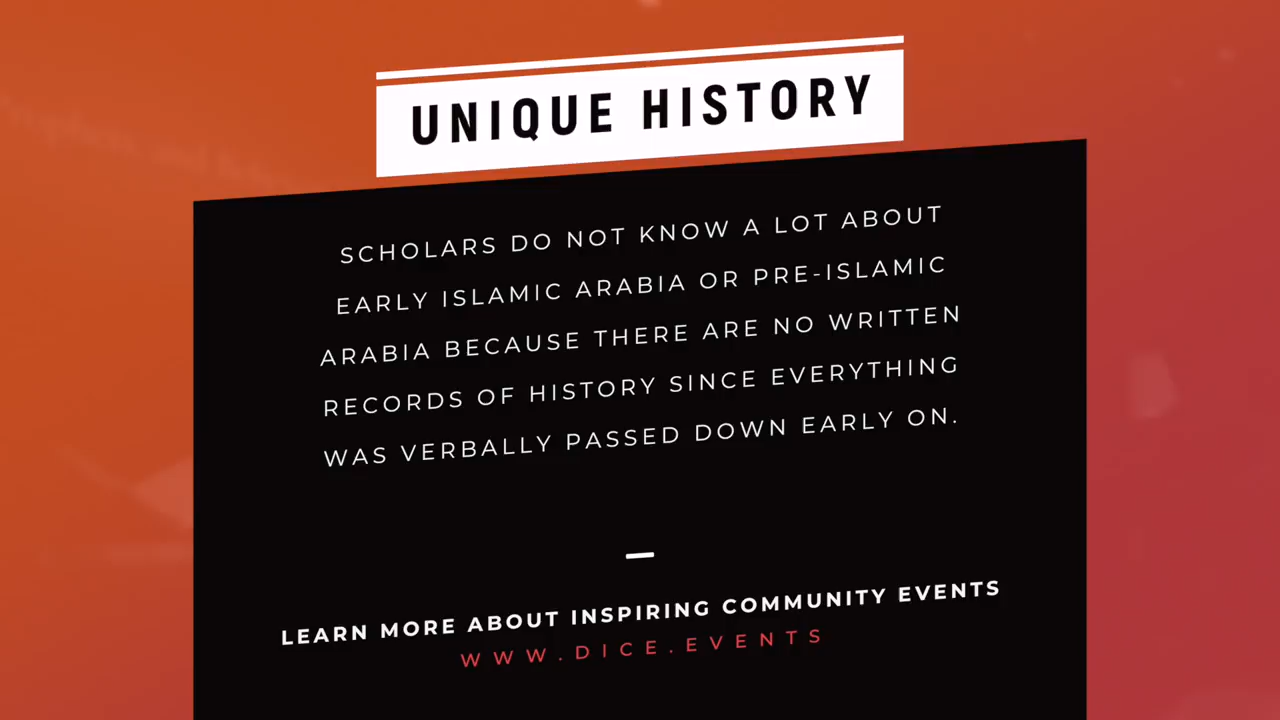 UNIQUE HISTORY
SCHOLARS DO NOT KNOW A LOT ABOUT
EARLY ISLAMIC ARABIA OR PRE-ISLAMIC
ARABIA BECAUSE THERE ARE NO WRITTEN
RECORDS OF HISTORY SINCE EVERYTHING
WAS VERBALLY PASSED DOWN EARLY ON.
LEARN MORE ABOUT INSPIRING COMMUNITY EVENTS
WWW.DICE.EVENTS